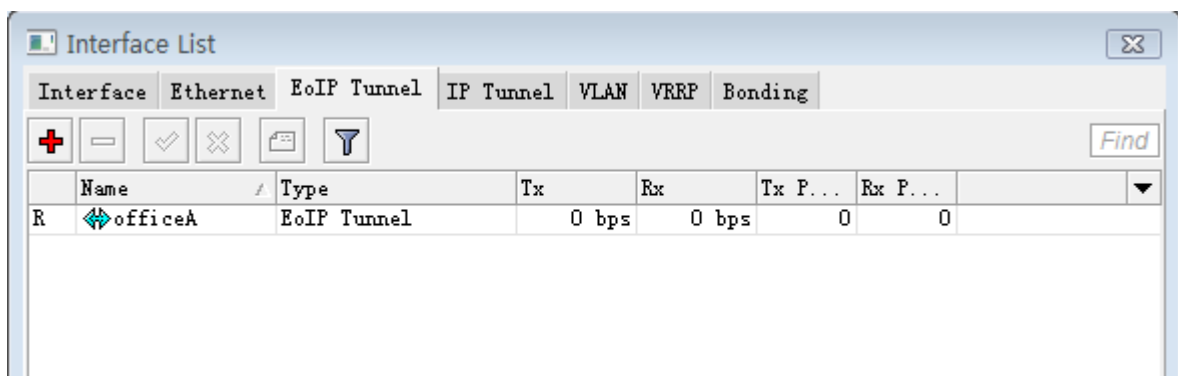 Interface List
Interface Ethernet EoIP Tunnel IP Tunnel VLAN VRRP Bonding
Find
Name Type Tx Rx Tx P... Rx P...
R officeA EoIP Tunnel 0 bps 0 bps 0 0